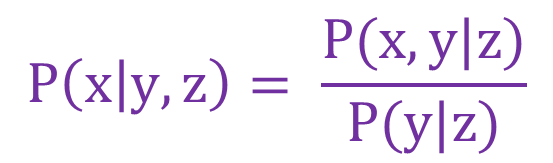 P(x|y, z) = P(x, y|z) / P(y|z)